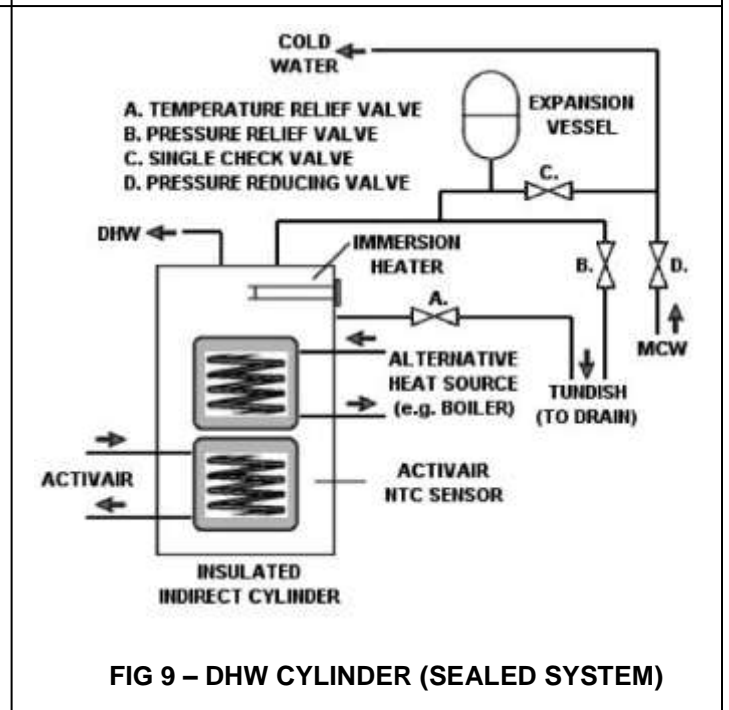 COLD
WATER
A. TEMPERATURE RELIEF VALVE
B. PRESSURE RELIEF VALVE
C. SINGLE CHECK VALVE
D. PRESSURE REDUCING VALVE
EXPANSION
VESSEL
C.
DHW
IMMERSION
HEATER
B.
D.
A.
MCW
ALTERNATIVE
HEAT SOURCE
(e.g. BOILER)
TUNDISH
(TO DRAIN)
ACTIVAIR
ACTIVAIR
NTC SENSOR
INSULATED
INDIRECT CYLINDER
FIG 9 – DHW CYLINDER (SEALED SYSTEM)